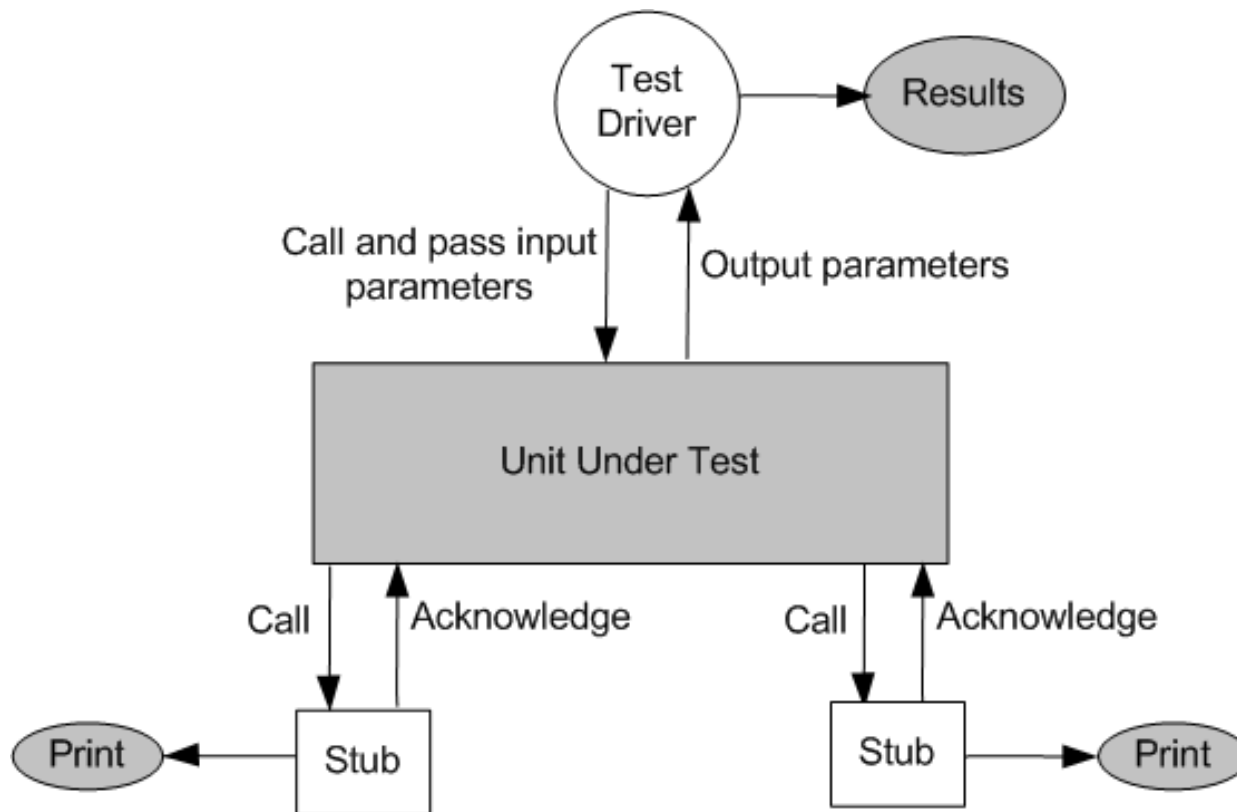 Test
Driver
Results
Call and pass input
parameters
Output parameters
Unit Under Test
Call
Acknowledge
Call
Acknowledge
Print
Stub
Stub
Print